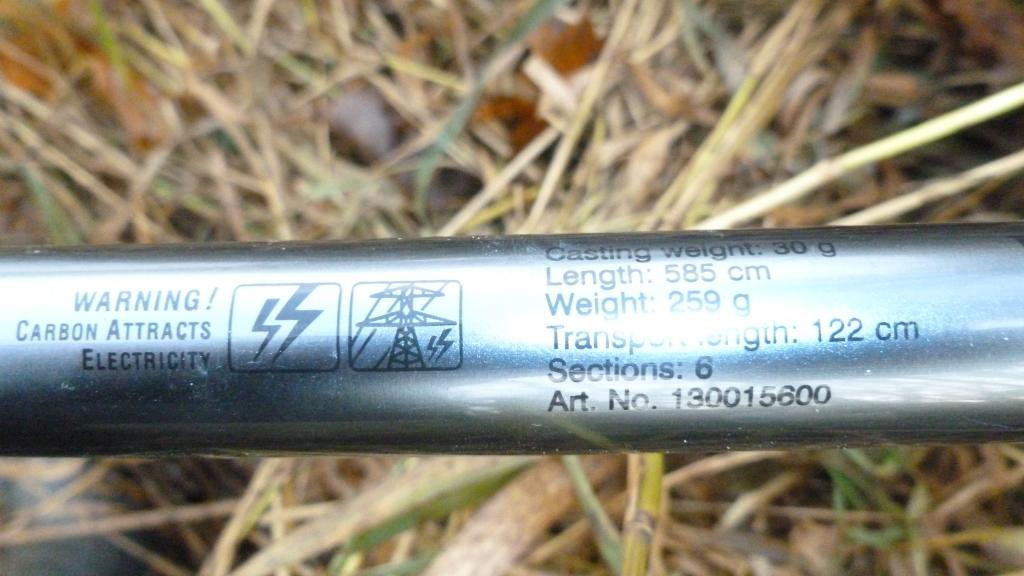 WARNING!
CARBON ATTRACTS
ELECTRICITY
Casting weight: 30 g
Length: 585 cm
Weight: 259 g
Transport length: 122 cm
Sections: 6
Art. No. 130015600